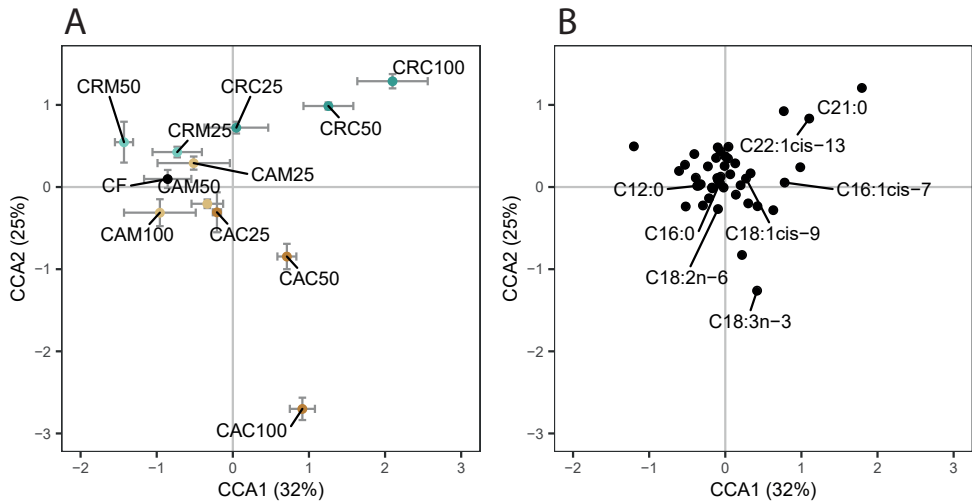 A
CRC100
CRM50
CRC25
1
CRC50
CRM25
CAM25
CF
CAM50
0
CAM100
CAC25
CCA2 (25%)
−1
CAC50
−2
−3
CAC100
−2
−1
0
1
2
3
CCA1 (32%)
B
1
C21:0
C22:1cis−13
0
C12:0
C16:1cis−7
C16:0
C18:1cis−9
C18:2n−6
CCA2 (25%)
−1
C18:3n−3
−2
−3
−2
−1
0
1
2
3
CCA1 (32%)